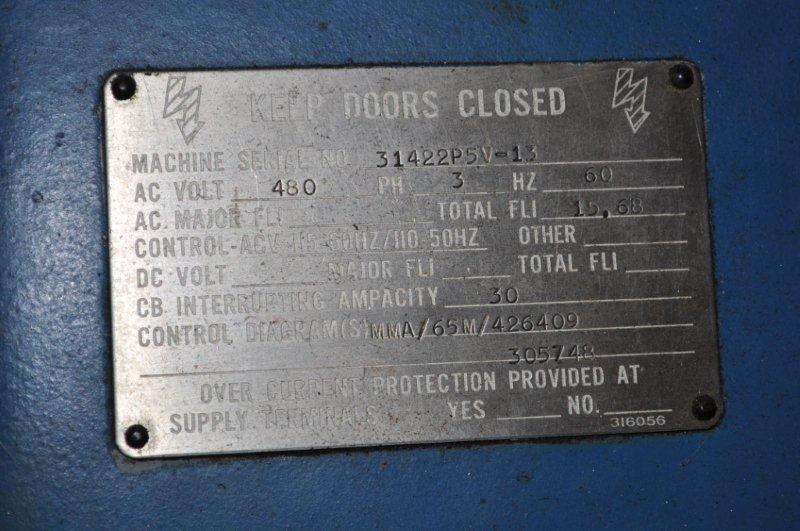 KEEP DOORS CLOSED
MACHINE SERIAL NO. 31422P5V-13
AC VOLT 480 PH 3 HZ 60
AC. MAJOR FLI TOTAL FLI 15,68
CONTROL-ACV 115-60HZ/110-50HZ OTHER
DC VOLT MAJOR FLI TOTAL FLI
CB INTERRUPTING AMPACITY 30
CONTROL DIAGRAM(S) MMA/65M/426409
305748
OVER CURRENT PROTECTION PROVIDED AT
SUPPLY TERMINALS YES NO.
316056